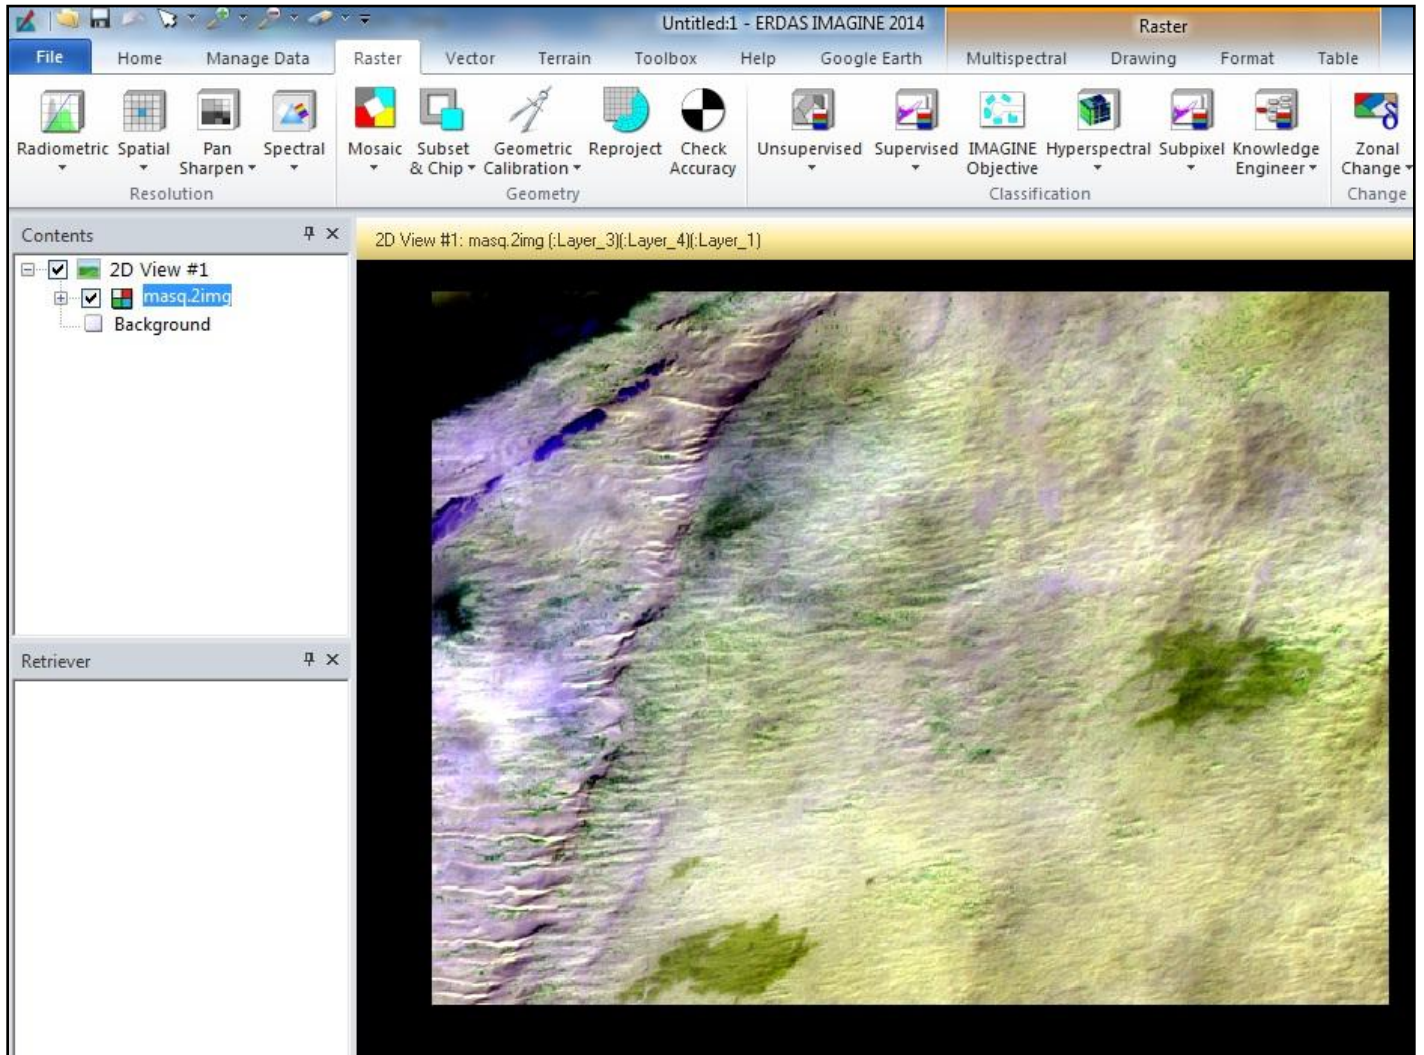 Untitled:1 - ERDAS IMAGINE 2014
Raster
File Home Manage Data Raster Vector Terrain Toolbox Help Google Earth Multispectral Drawing Format Table
Radiometric Spatial Pan Sharpen Spectral Mosaic Subset & Chip Geometric Calibration Reproject Check Accuracy Unsupervised Supervised IMAGINE Objective Hyperspectral Subpixel Knowledge Engineer Zonal Change
Resolution Geometry Classification Change
Contents
2D View #1: masq.2img (:Layer_3)(:Layer_4)(:Layer_1)
2D View #1
masq.2img
Background
Retriever